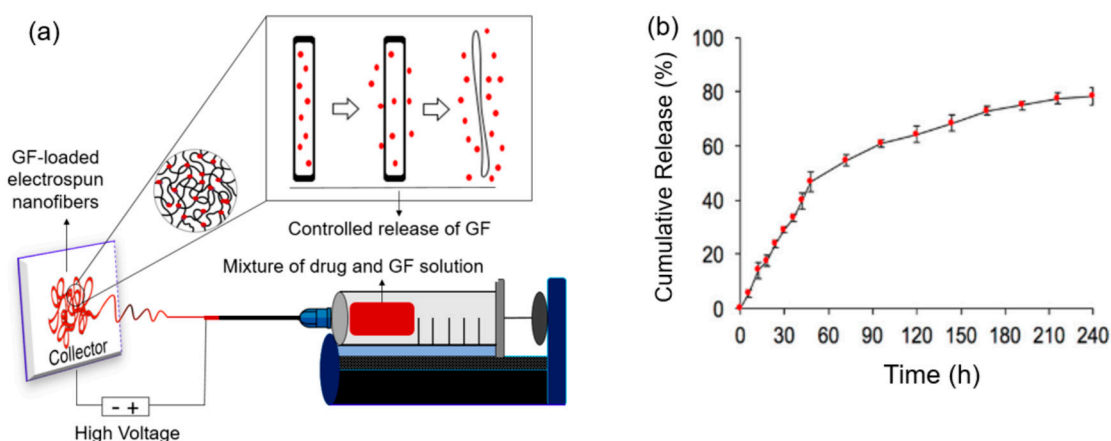 (a)
GF-loaded
electrospun
nanofibers
Controlled release of GF
Mixture of drug and GF solution
Collector
- +
High Voltage
(b)
Cumulative Release (%)
100
80
60
40
20
0
0 30 60 90 120 150 180 210 240
Time (h)